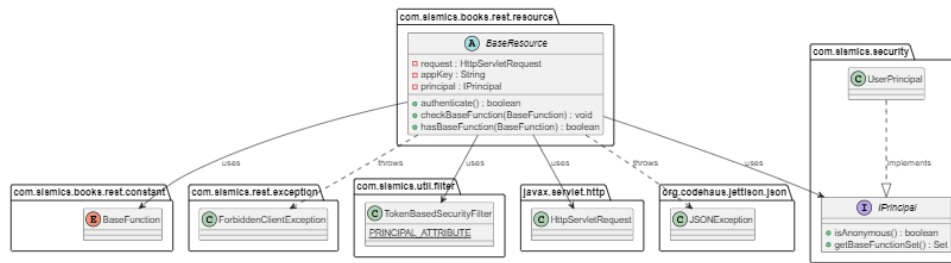 com.sismics.books.rest.resource
A BaseResource
request : HttpServletRequest
appKey : String
principal : IPrincipal
authenticate() : boolean
checkBaseFunction(BaseFunction) : void
hasBaseFunction(BaseFunction) : boolean
com.sismics.security
C UserPrincipal
uses
throws
uses
uses
throws
uses
implements
com.sismics.books.rest.constant
E BaseFunction
com.sismics.rest.exception
C ForbiddenClientException
com.sismics.util.filter
C TokenBasedSecurityFilter
PRINCIPAL_ATTRIBUTE
javax.servlet.http
C HttpServletRequest
org.codehaus.jettison.json
C JSONException
I IPrincipal
isAnonymous() : boolean
getBaseFunctionSet() : Set